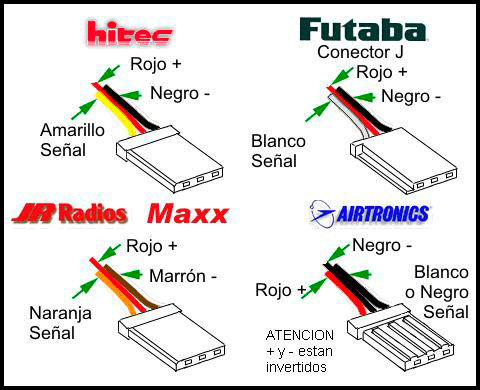 hitec
Rojo +
Negro -
Amarillo
Señal
Futaba
Conector J
Rojo +
Negro -
Blanco
Señal
JR Radios Maxx
Rojo +
Marrón -
Naranja
Señal
AIRTRONICS
Negro -
Rojo +
Blanco
o Negro
Señal
ATENCION
+ y - estan
invertidos